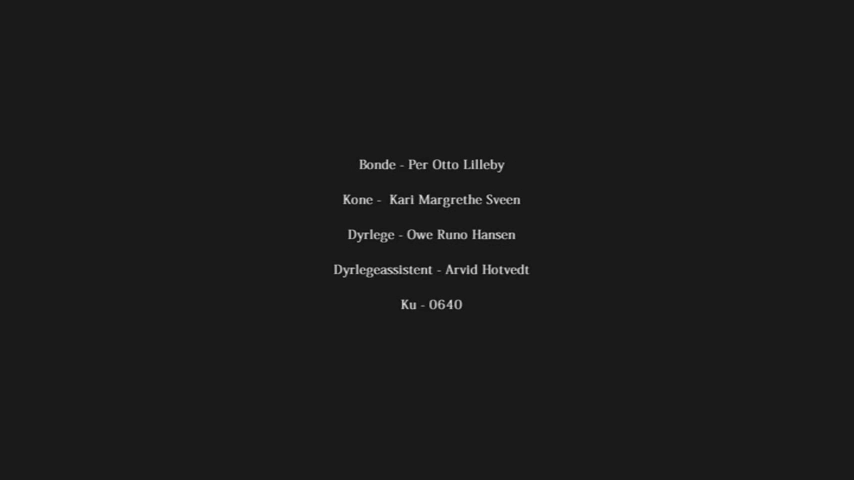 Bonde - Per Otto Lilleby
Kone - Kari Margrethe Sveen
Dyrlege - Owe Runo Hansen
Dyrlegeassistent - Arvid Hotvedt
Ku - 0640